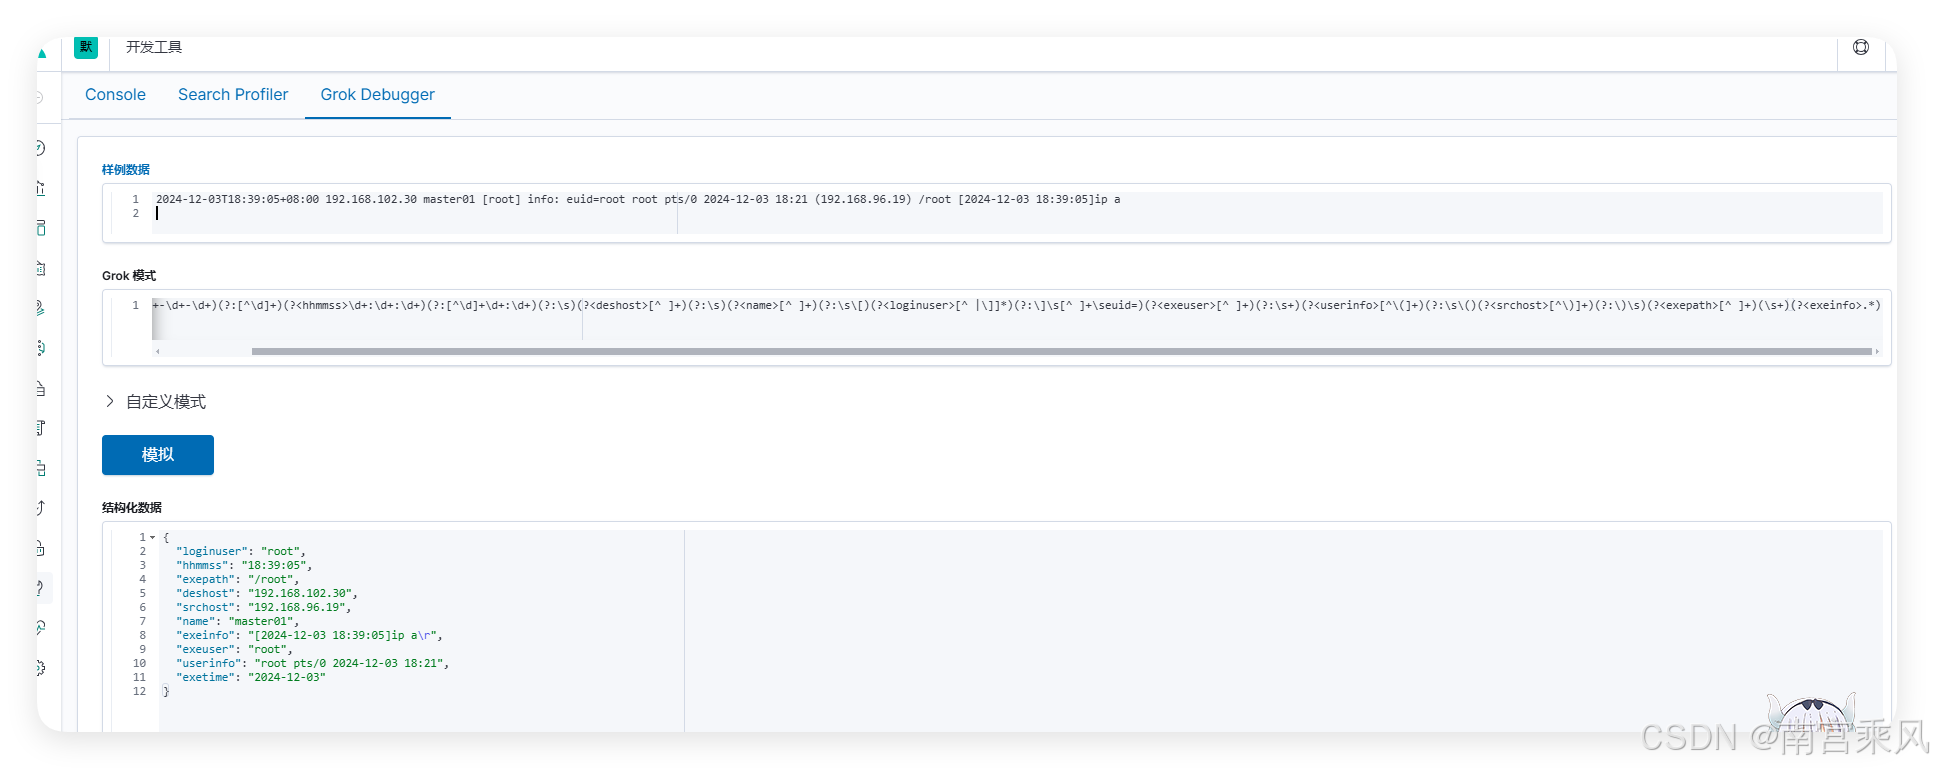 默 开发工具
Console Search Profiler Grok Debugger
样例数据
1 2024-12-03T18:39:05+08:00 192.168.102.30 master01 [root] info: euid=root root pts/0 2024-12-03 18:21 (192.168.96.19) /root [2024-12-03 18:39:05]ip a
2
Grok 模式
1 +-\d+-\d+)(?:[^\d]+)(?<hhmmss>\d+:\d+:\d+)(?:[^\d]+\d+:\d+)(?:\s)(?<deshost>[^ ]+)(?:\s)(?<name>[^ ]+)(?:\s\[)(?<loginuser>[^ |\]]*)(?:\]\s[^ ]+\seuid=)(?<exeuser>[^ ]+)(?:\s+)(?<userinfo>[^\(]+)(?:\s\()(?<srchost>[^\)]+)(?:\)\s)(?<exepath>[^ ]+)(\s+)(?<exeinfo>.*)
自定义模式
模拟
结构化数据
1 {
2 "loginuser": "root",
3 "hhmmss": "18:39:05",
4 "exepath": "/root",
5 "deshost": "192.168.102.30",
6 "srchost": "192.168.96.19",
7 "name": "master01",
8 "exeinfo": "[2024-12-03 18:39:05]ip a\r",
9 "exeuser": "root",
10 "userinfo": "root pts/0 2024-12-03 18:21",
11 "exetime": "2024-12-03"
12 }
CSDN @南宫乘风